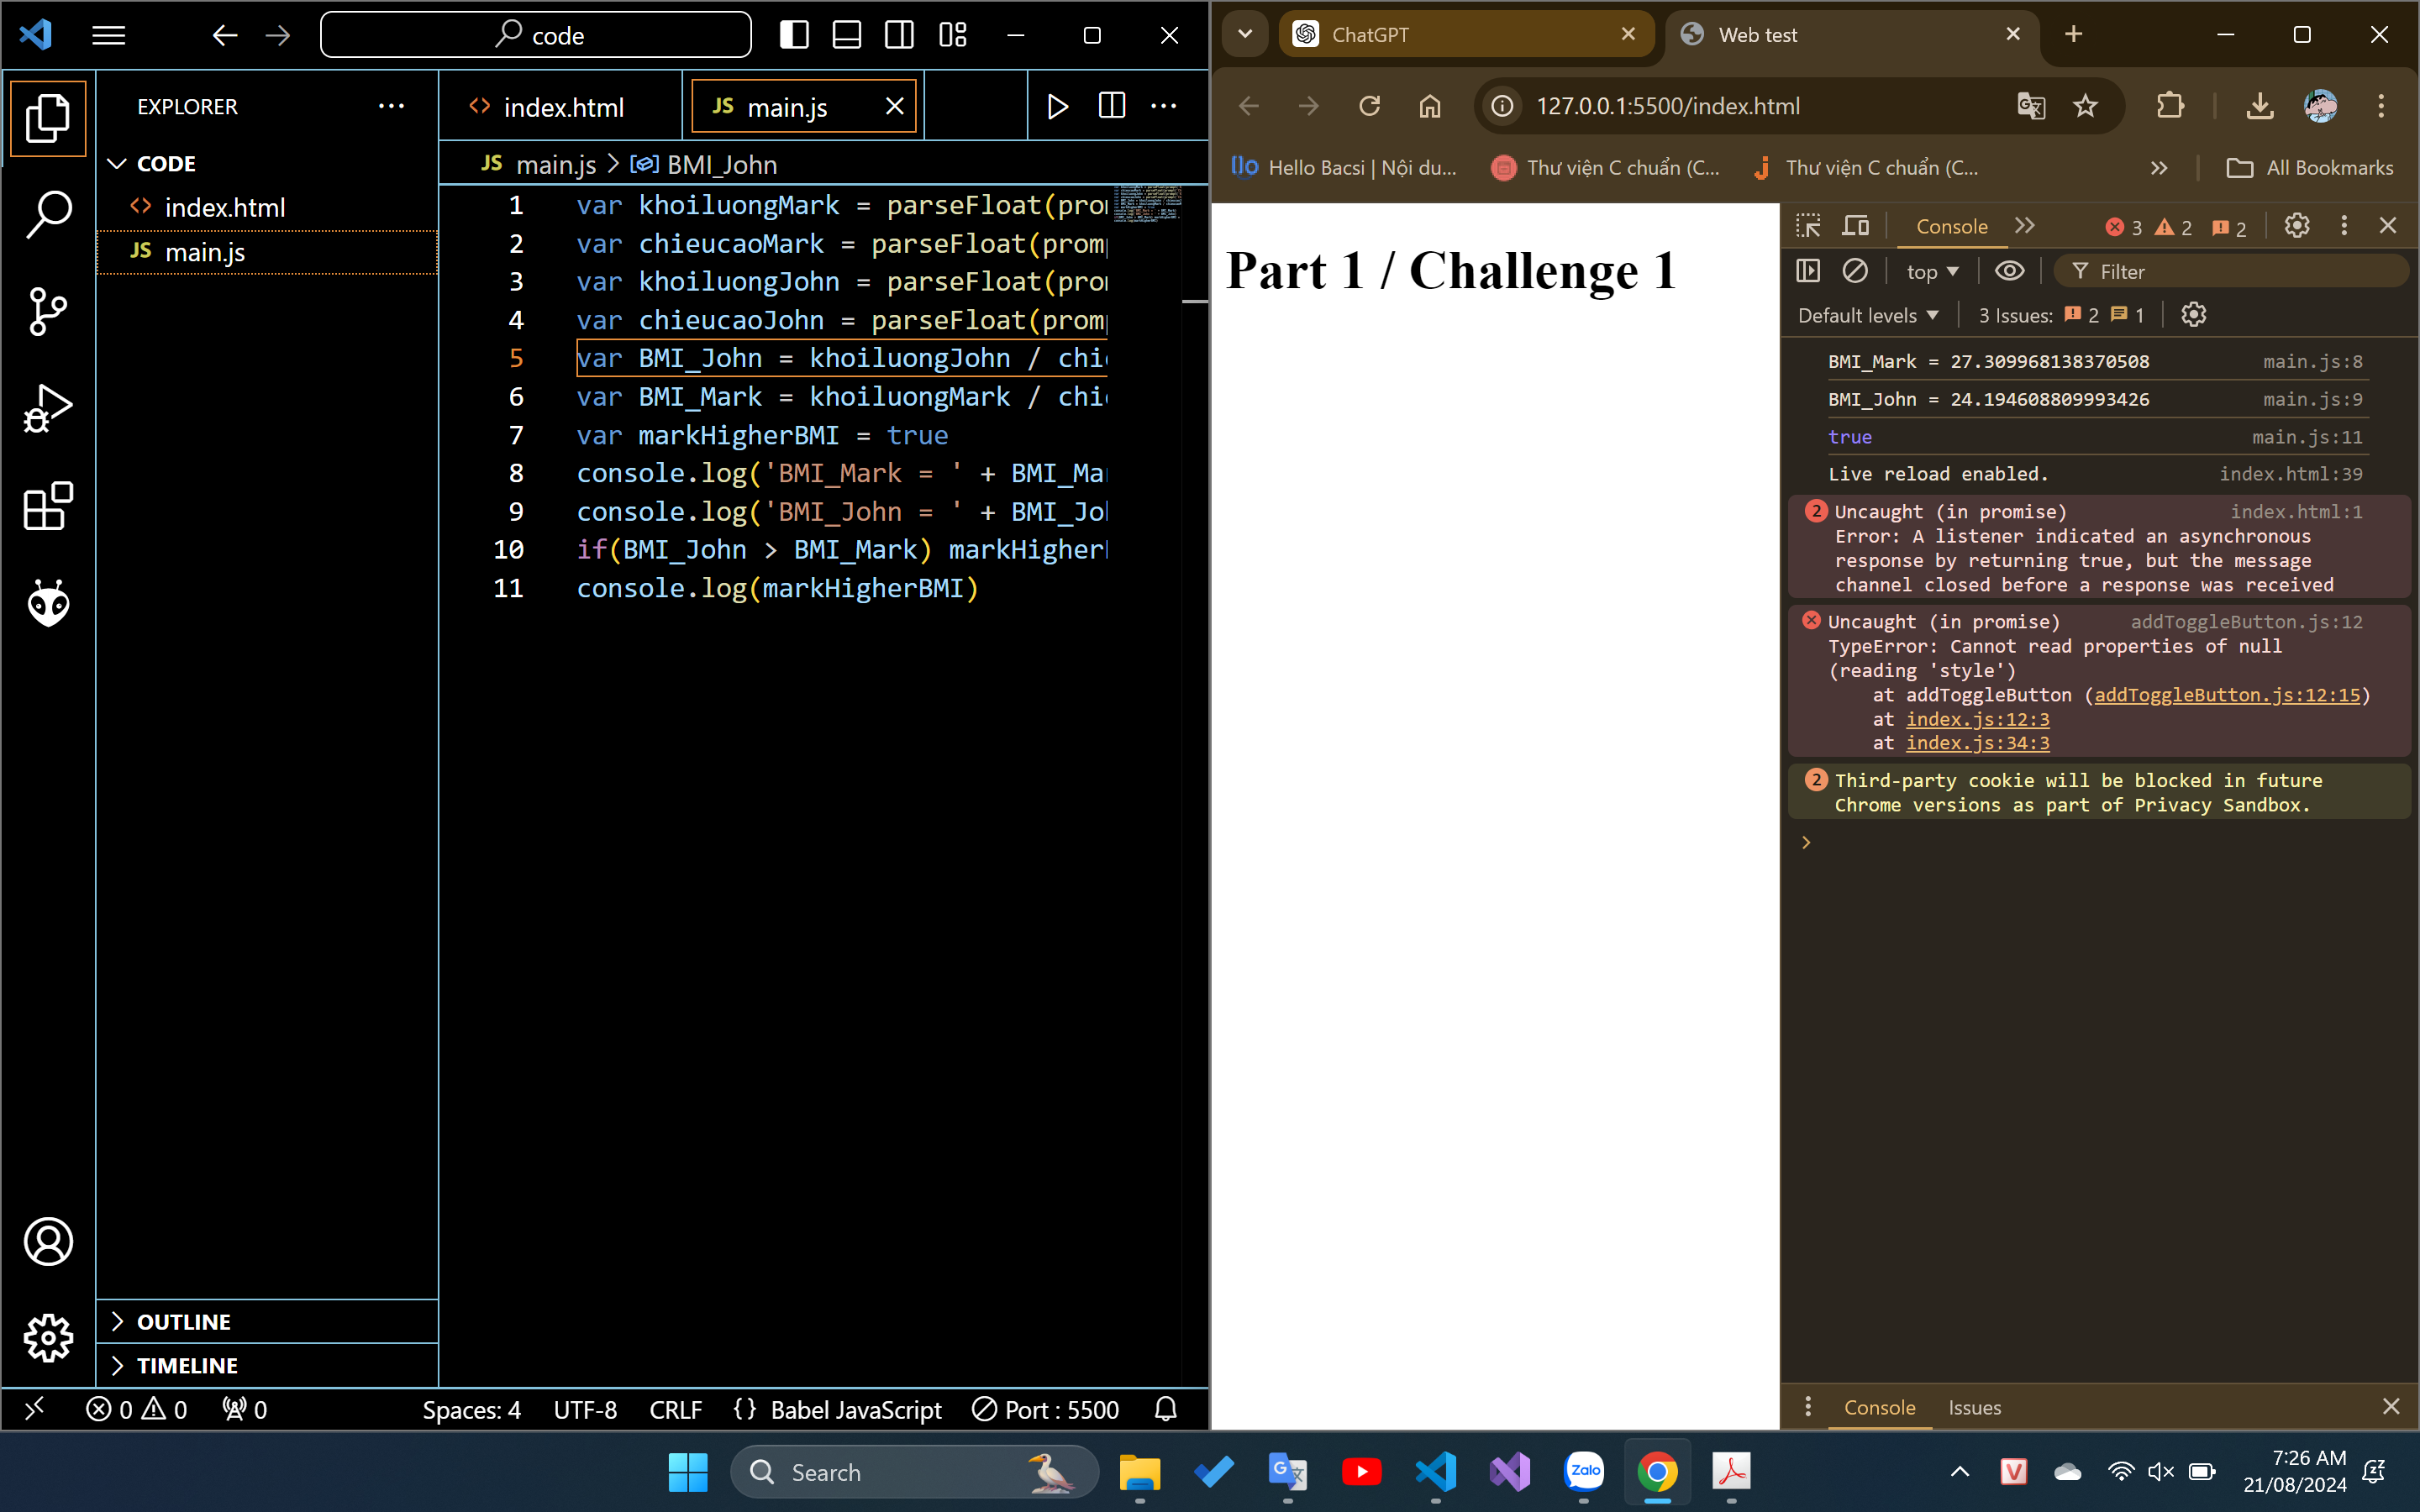 code
EXPLORER
CODE
index.html
JS main.js
index.html
JS main.js
JS main.js > BMI_John
1 var khoiluongMark = parseFloat(pro
2 var chieucaoMark = parseFloat(prom
3 var khoiluongJohn = parseFloat(pro
4 var chieucaoJohn = parseFloat(prom
5 var BMI_John = khoiluongJohn / chi
6 var BMI_Mark = khoiluongMark / chi
7 var markHigherBMI = true
8 console.log('BMI_Mark = ' + BMI_Ma
9 console.log('BMI_John = ' + BMI_Jo
10 if(BMI_John > BMI_Mark) markHigher
11 console.log(markHigherBMI)
OUTLINE
TIMELINE
0 0 0 Spaces: 4 UTF-8 CRLF {} Babel JavaScript Port : 5500
ChatGPT
Web test
127.0.0.1:5500/index.html
Hello Bacsi | Nội du...
Thư viện C chuẩn (C...
Thư viện C chuẩn (C...
All Bookmarks
Part 1 / Challenge 1
Console 3 2 2
top Filter
Default levels 3 Issues: 2 1
BMI_Mark = 27.309968138370508 main.js:8
BMI_John = 24.194608809993426 main.js:9
true main.js:11
Live reload enabled. index.html:39
2 Uncaught (in promise) index.html:1
Error: A listener indicated an asynchronous
response by returning true, but the message
channel closed before a response was received
Uncaught (in promise) addToggleButton.js:12
TypeError: Cannot read properties of null
(reading 'style')
at addToggleButton (addToggleButton.js:12:15)
at index.js:12:3
at index.js:34:3
2 Third-party cookie will be blocked in future
Chrome versions as part of Privacy Sandbox.
Console Issues
Search
Zalo
7:26 AM
21/08/2024